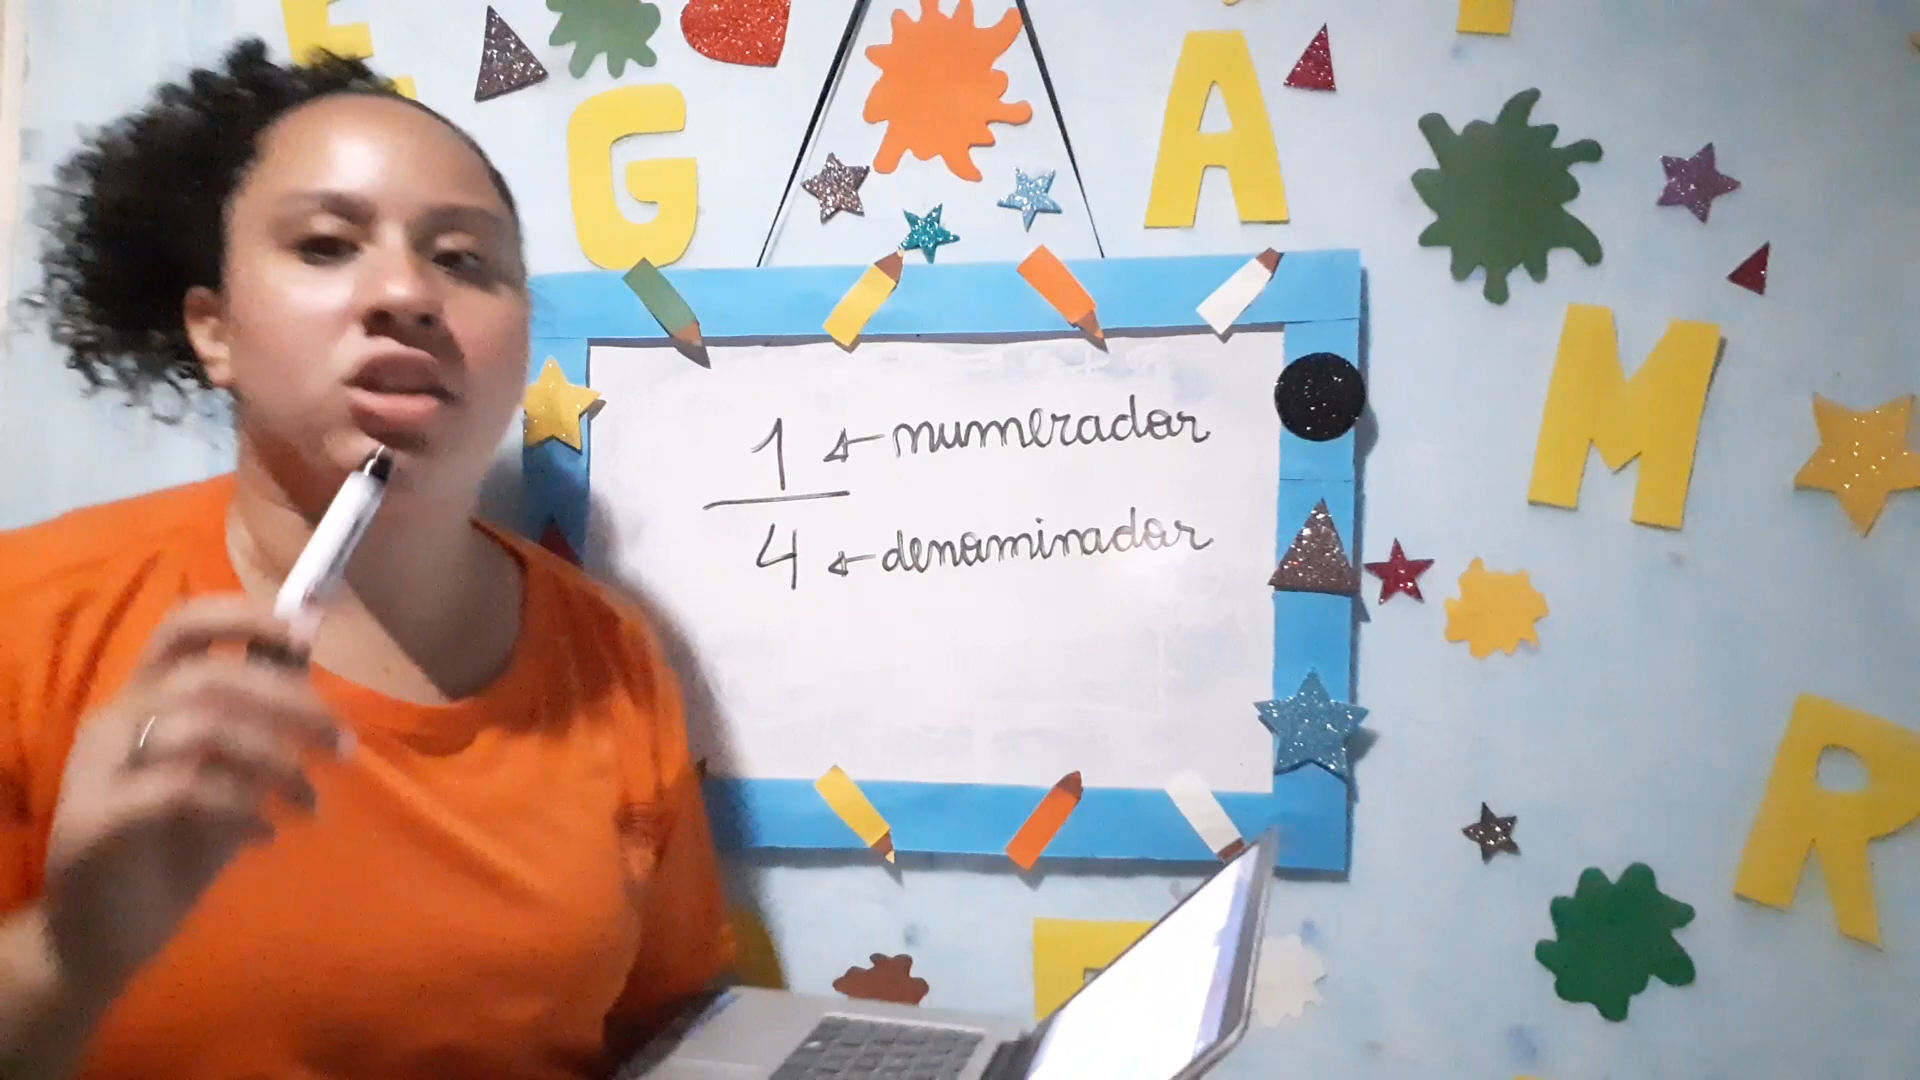 G A
M
R
1 ← numerador
4 ← denominador